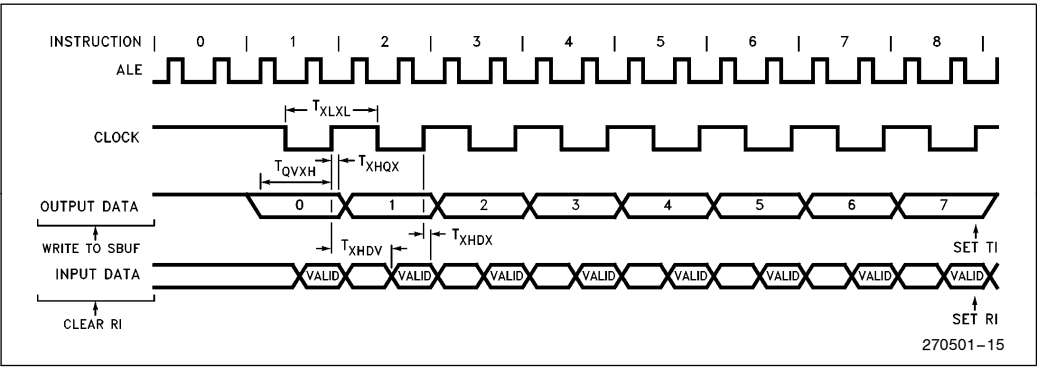 INSTRUCTION | 0 | 1 | 2 | 3 | 4 | 5 | 6 | 7 | 8 |
ALE
TXLXL
CLOCK
TQVXH TXHQX
OUTPUT DATA 0 1 2 3 4 5 6 7
WRITE TO SBUF TXHDV TXHDX SET TI
INPUT DATA VALID VALID VALID VALID VALID VALID VALID VALID
CLEAR RI SET RI
270501-15